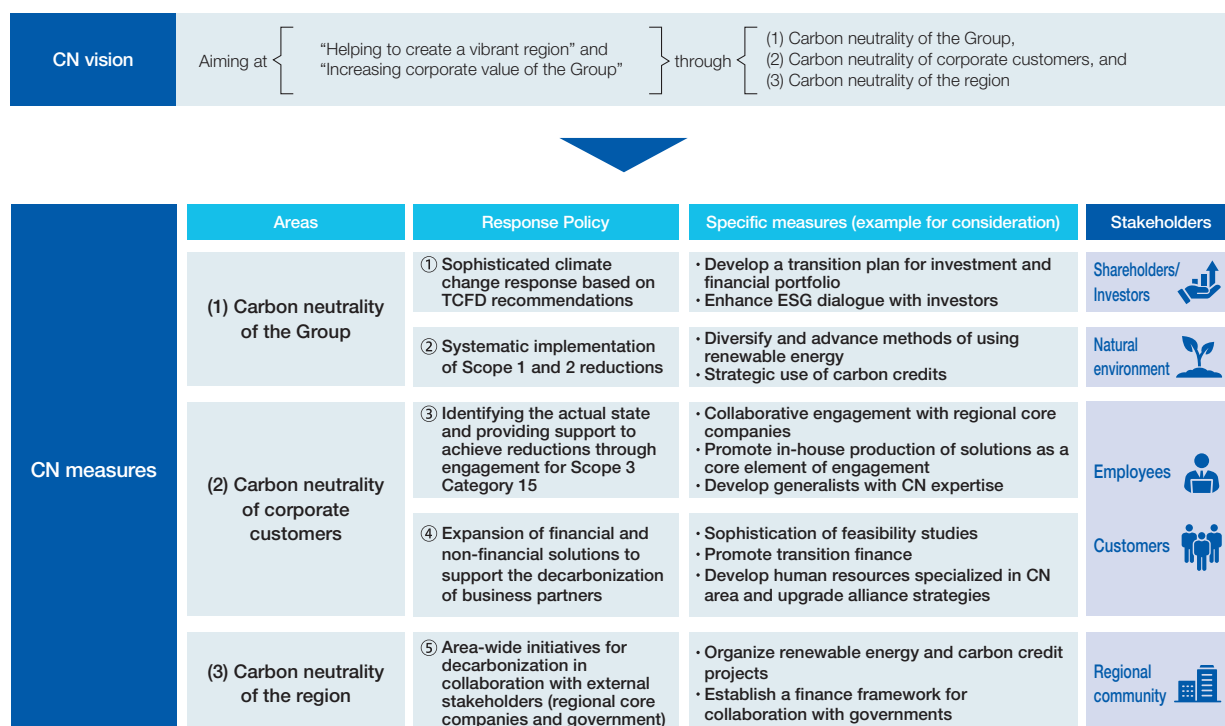 CN vision
Aiming at
“Helping to create a vibrant region” and
“Increasing corporate value of the Group”
through
(1) Carbon neutrality of the Group,
(2) Carbon neutrality of corporate customers, and
(3) Carbon neutrality of the region
CN measures
Areas
Response Policy
Specific measures (example for consideration)
Stakeholders
(1) Carbon neutrality
of the Group
① Sophisticated climate
change response based on
TCFD recommendations
・Develop a transition plan for investment and
financial portfolio
・Enhance ESG dialogue with investors
Shareholders/
Investors
② Systematic implementation
of Scope 1 and 2 reductions
・Diversify and advance methods of using
renewable energy
・Strategic use of carbon credits
Natural
environment
(2) Carbon neutrality
of corporate
customers
③ Identifying the actual state
and providing support to
achieve reductions through
engagement for Scope 3
Category 15
・Collaborative engagement with regional core
companies
・Promote in-house production of solutions as a
core element of engagement
・Develop generalists with CN expertise
Employees
④ Expansion of financial and
non-financial solutions to
support the decarbonization
of business partners
・Sophistication of feasibility studies
・Promote transition finance
・Develop human resources specialized in CN
area and upgrade alliance strategies
Customers
(3) Carbon neutrality
of the region
⑤ Area-wide initiatives for
decarbonization in
collaboration with external
stakeholders (regional core
companies and government)
・Organize renewable energy and carbon credit
projects
・Establish a finance framework for
collaboration with governments
Regional
community